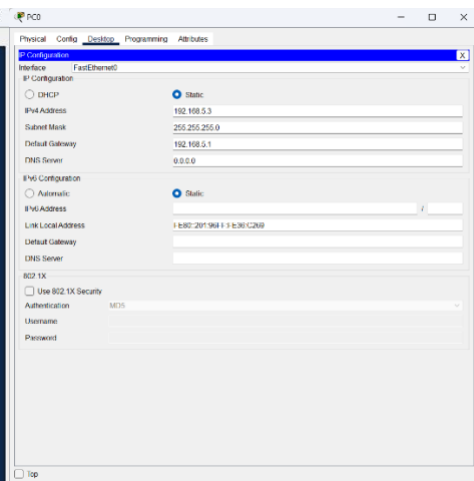 PC0
Physical Config Desktop Programming Attributes
IP Configuration X
Interface FastEthernet0
IP Configuration
DHCP Static
IPv4 Address 192.168.5.3
Subnet Mask 255.255.255.0
Default Gateway 192.168.5.1
DNS Server 0.0.0.0
IPv6 Configuration
Automatic Static
IPv6 Address /
Link Local Address
Default Gateway
DNS Server
802.1X
Use 802.1X Security
Authentication MD5
Username
Password
Top